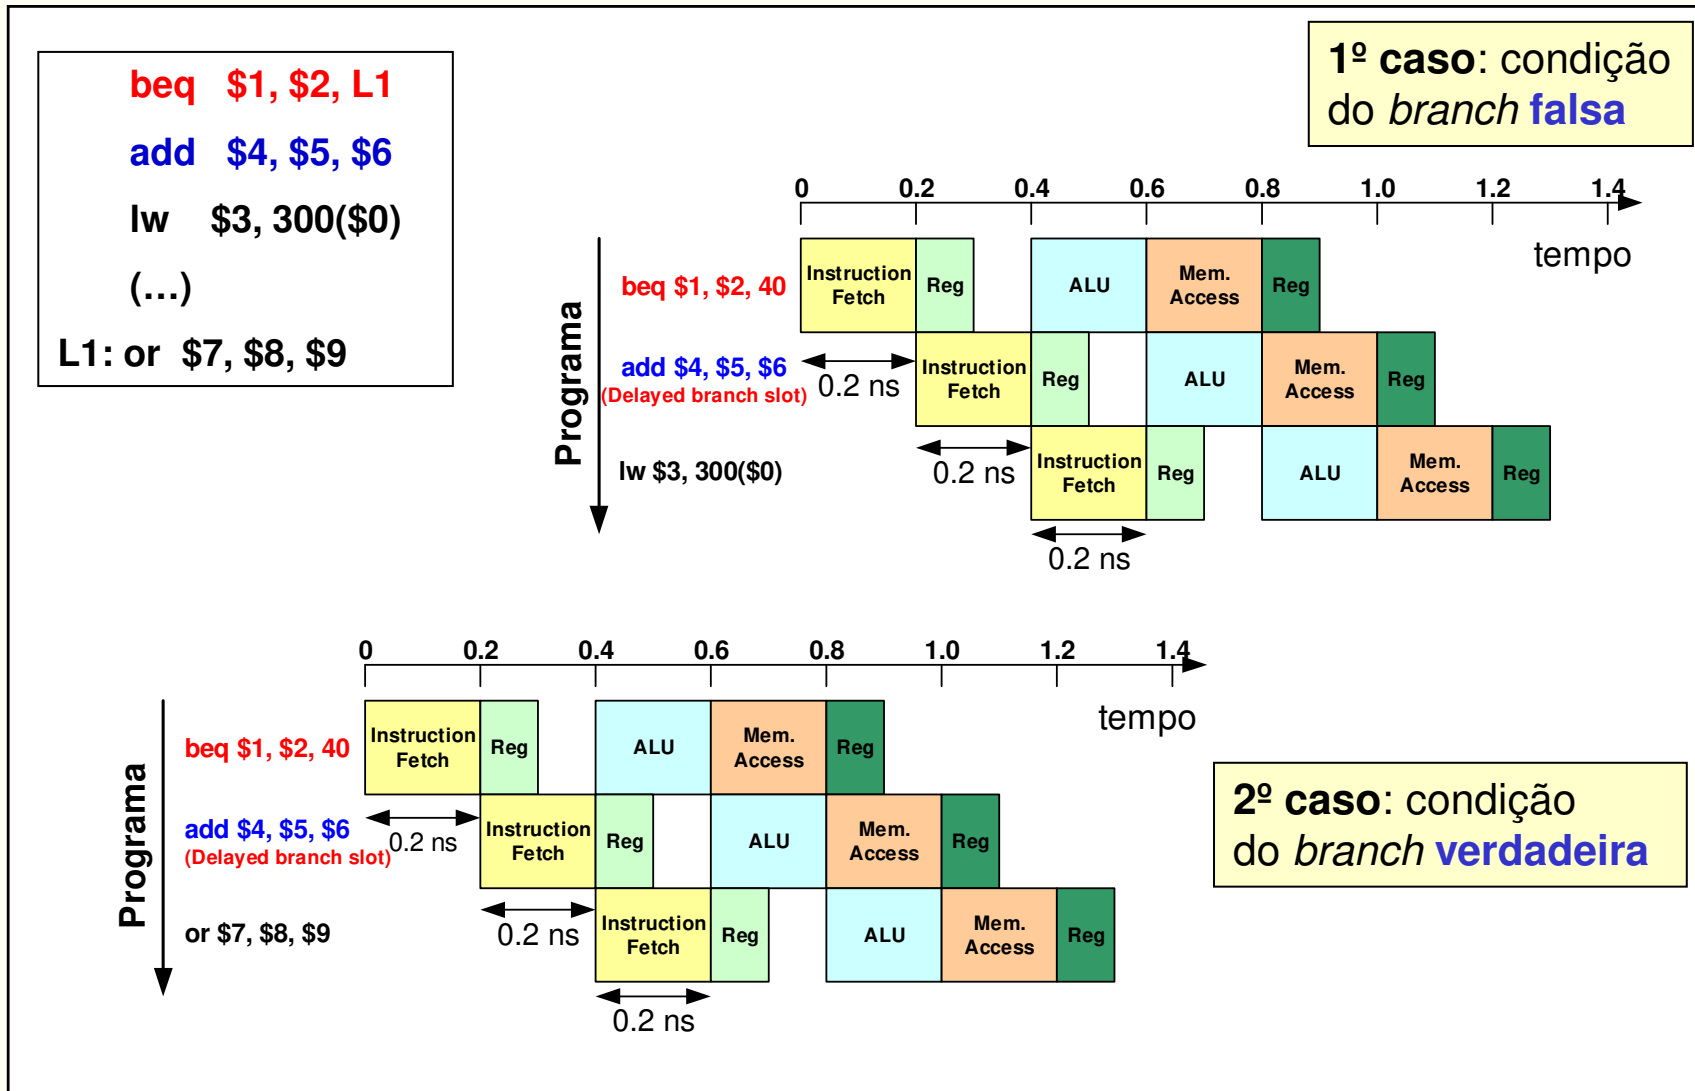 beq $1, $2, L1
add $4, $5, $6
lw $3, 300($0)
(…)
L1: or $7, $8, $9
1º caso: condição
do branch falsa
0 0.2 0.4 0.6 0.8 1.0 1.2 1.4
tempo
Programa
beq $1, $2, 40
Instruction
Fetch
Reg
ALU
Mem.
Access
Reg
0.2 ns
add $4, $5, $6
(Delayed branch slot)
Instruction
Fetch
Reg
ALU
Mem.
Access
Reg
0.2 ns
lw $3, 300($0)
Instruction
Fetch
Reg
ALU
Mem.
Access
Reg
0.2 ns
0 0.2 0.4 0.6 0.8 1.0 1.2 1.4
tempo
Programa
beq $1, $2, 40
Instruction
Fetch
Reg
ALU
Mem.
Access
Reg
0.2 ns
add $4, $5, $6
(Delayed branch slot)
Instruction
Fetch
Reg
ALU
Mem.
Access
Reg
0.2 ns
or $7, $8, $9
Instruction
Fetch
Reg
ALU
Mem.
Access
Reg
0.2 ns
2º caso: condição
do branch verdadeira